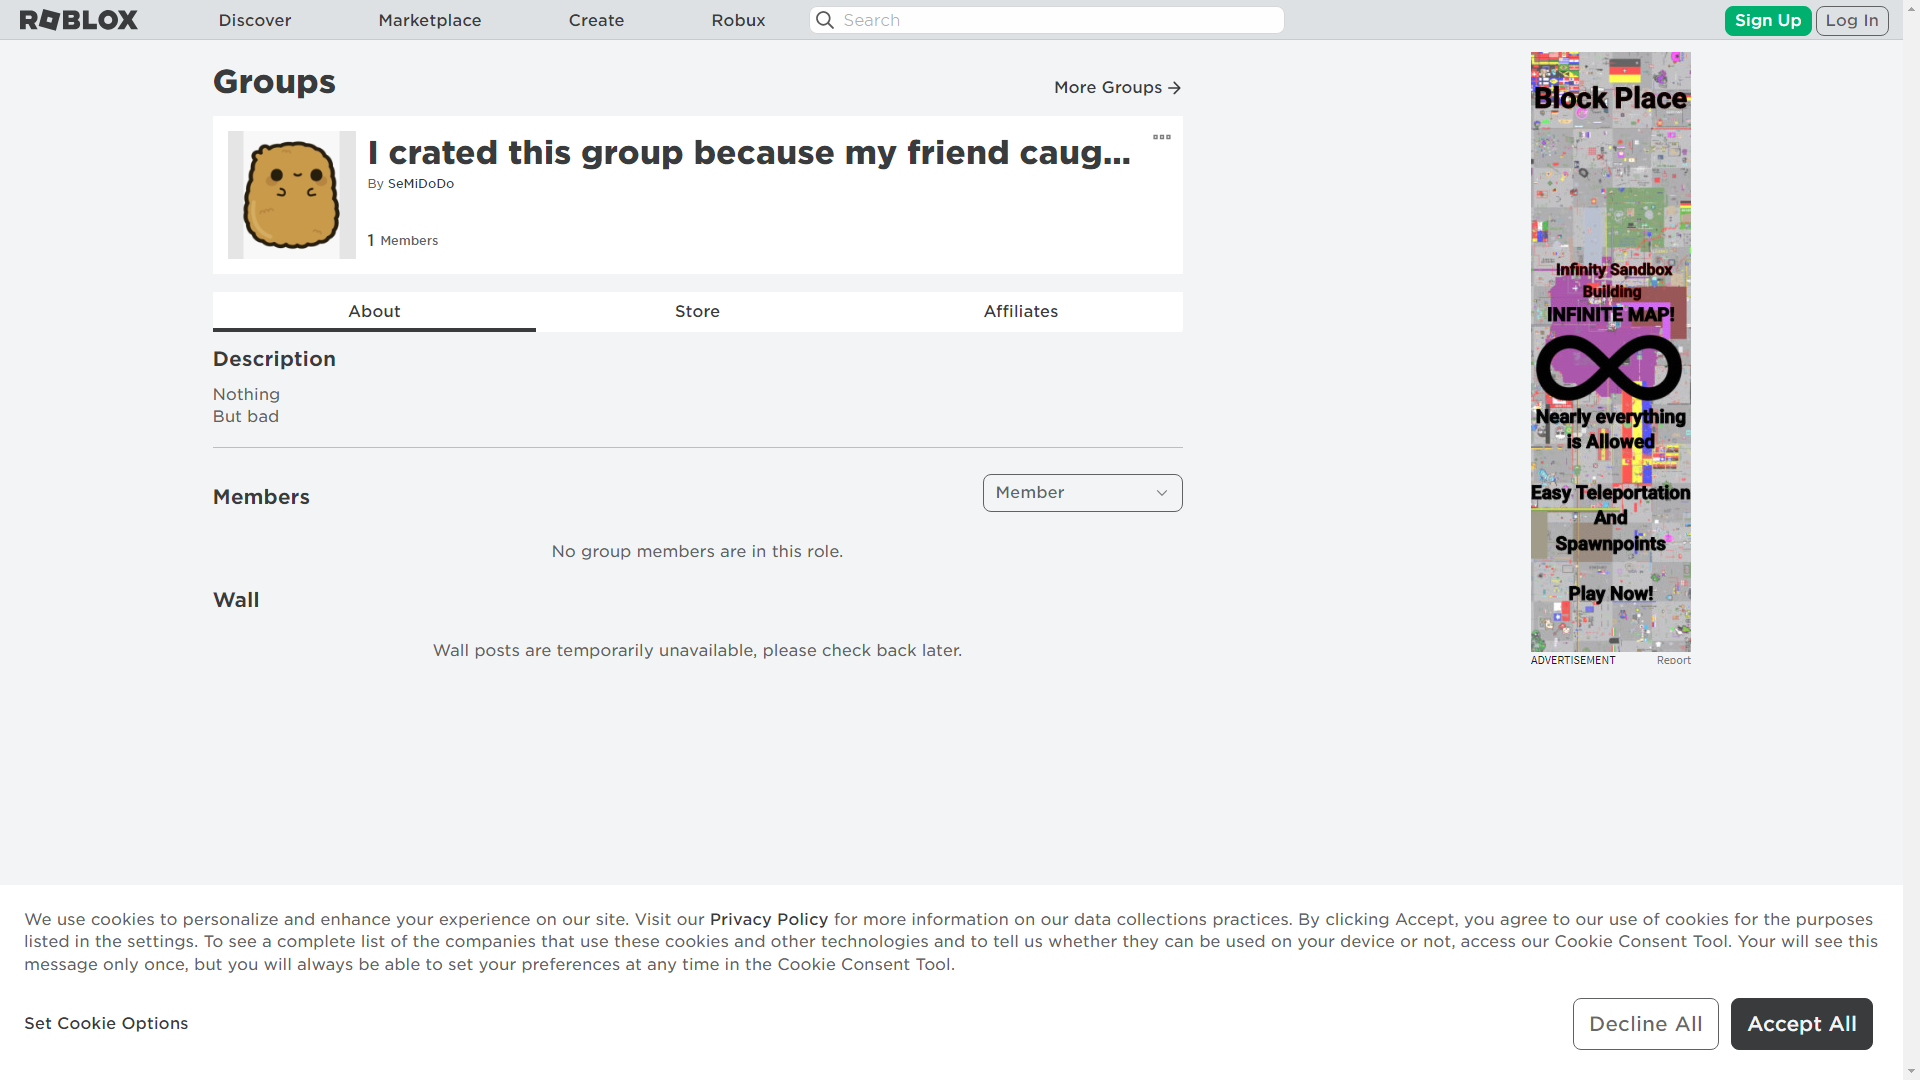 ROBLOX
Discover
Marketplace
Create
Robux
Search
Sign Up
Log In
Groups
More Groups
I crated this group because my friend caug...
By SeMiDoDo
1 Members
About
Store
Affiliates
Description
Nothing
But bad
Members
Member
No group members are in this role.
Wall
Wall posts are temporarily unavailable, please check back later.
Block Place
Infinity Sandbox
Building
INFINITE MAP!
Nearly everything
is Allowed
Easy Teleportation
And
Spawnpoints
Play Now!
ADVERTISEMENT
Report
We use cookies to personalize and enhance your experience on our site. Visit our Privacy Policy for more information on our data collections practices. By clicking Accept, you agree to our use of cookies for the purposes
listed in the settings. To see a complete list of the companies that use these cookies and other technologies and to tell us whether they can be used on your device or not, access our Cookie Consent Tool. Your will see this
message only once, but you will always be able to set your preferences at any time in the Cookie Consent Tool.
Set Cookie Options
Decline All
Accept All